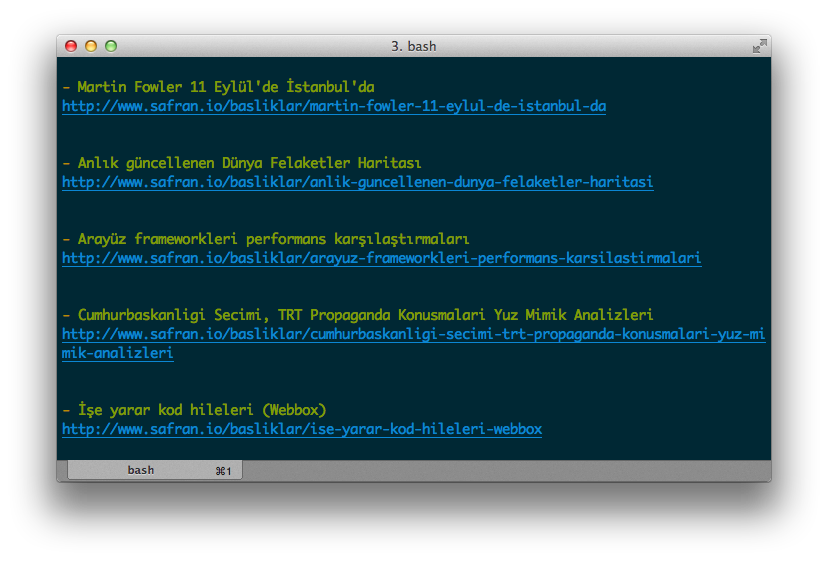 3. bash
- Martin Fowler 11 Eylül'de İstanbul'da
http://www.safran.io/basliklar/martin-fowler-11-eylul-de-istanbul-da
- Anlık güncellenen Dünya Felaketler Haritası
http://www.safran.io/basliklar/anlik-guncellenen-dunya-felaketler-haritasi
- Arayüz frameworkleri performans karşılaştırmaları
http://www.safran.io/basliklar/arayuz-frameworkleri-performans-karsilastirmalari
- Cumhurbaskanligi Secimi, TRT Propaganda Konusmalari Yuz Mimik Analizleri
http://www.safran.io/basliklar/cumhurbaskanligi-secimi-trt-propaganda-konusmalari-yuz-mi
mik-analizleri
- İşe yarar kod hileleri (Webbox)
http://www.safran.io/basliklar/ise-yarar-kod-hileleri-webbox
bash ⌘1